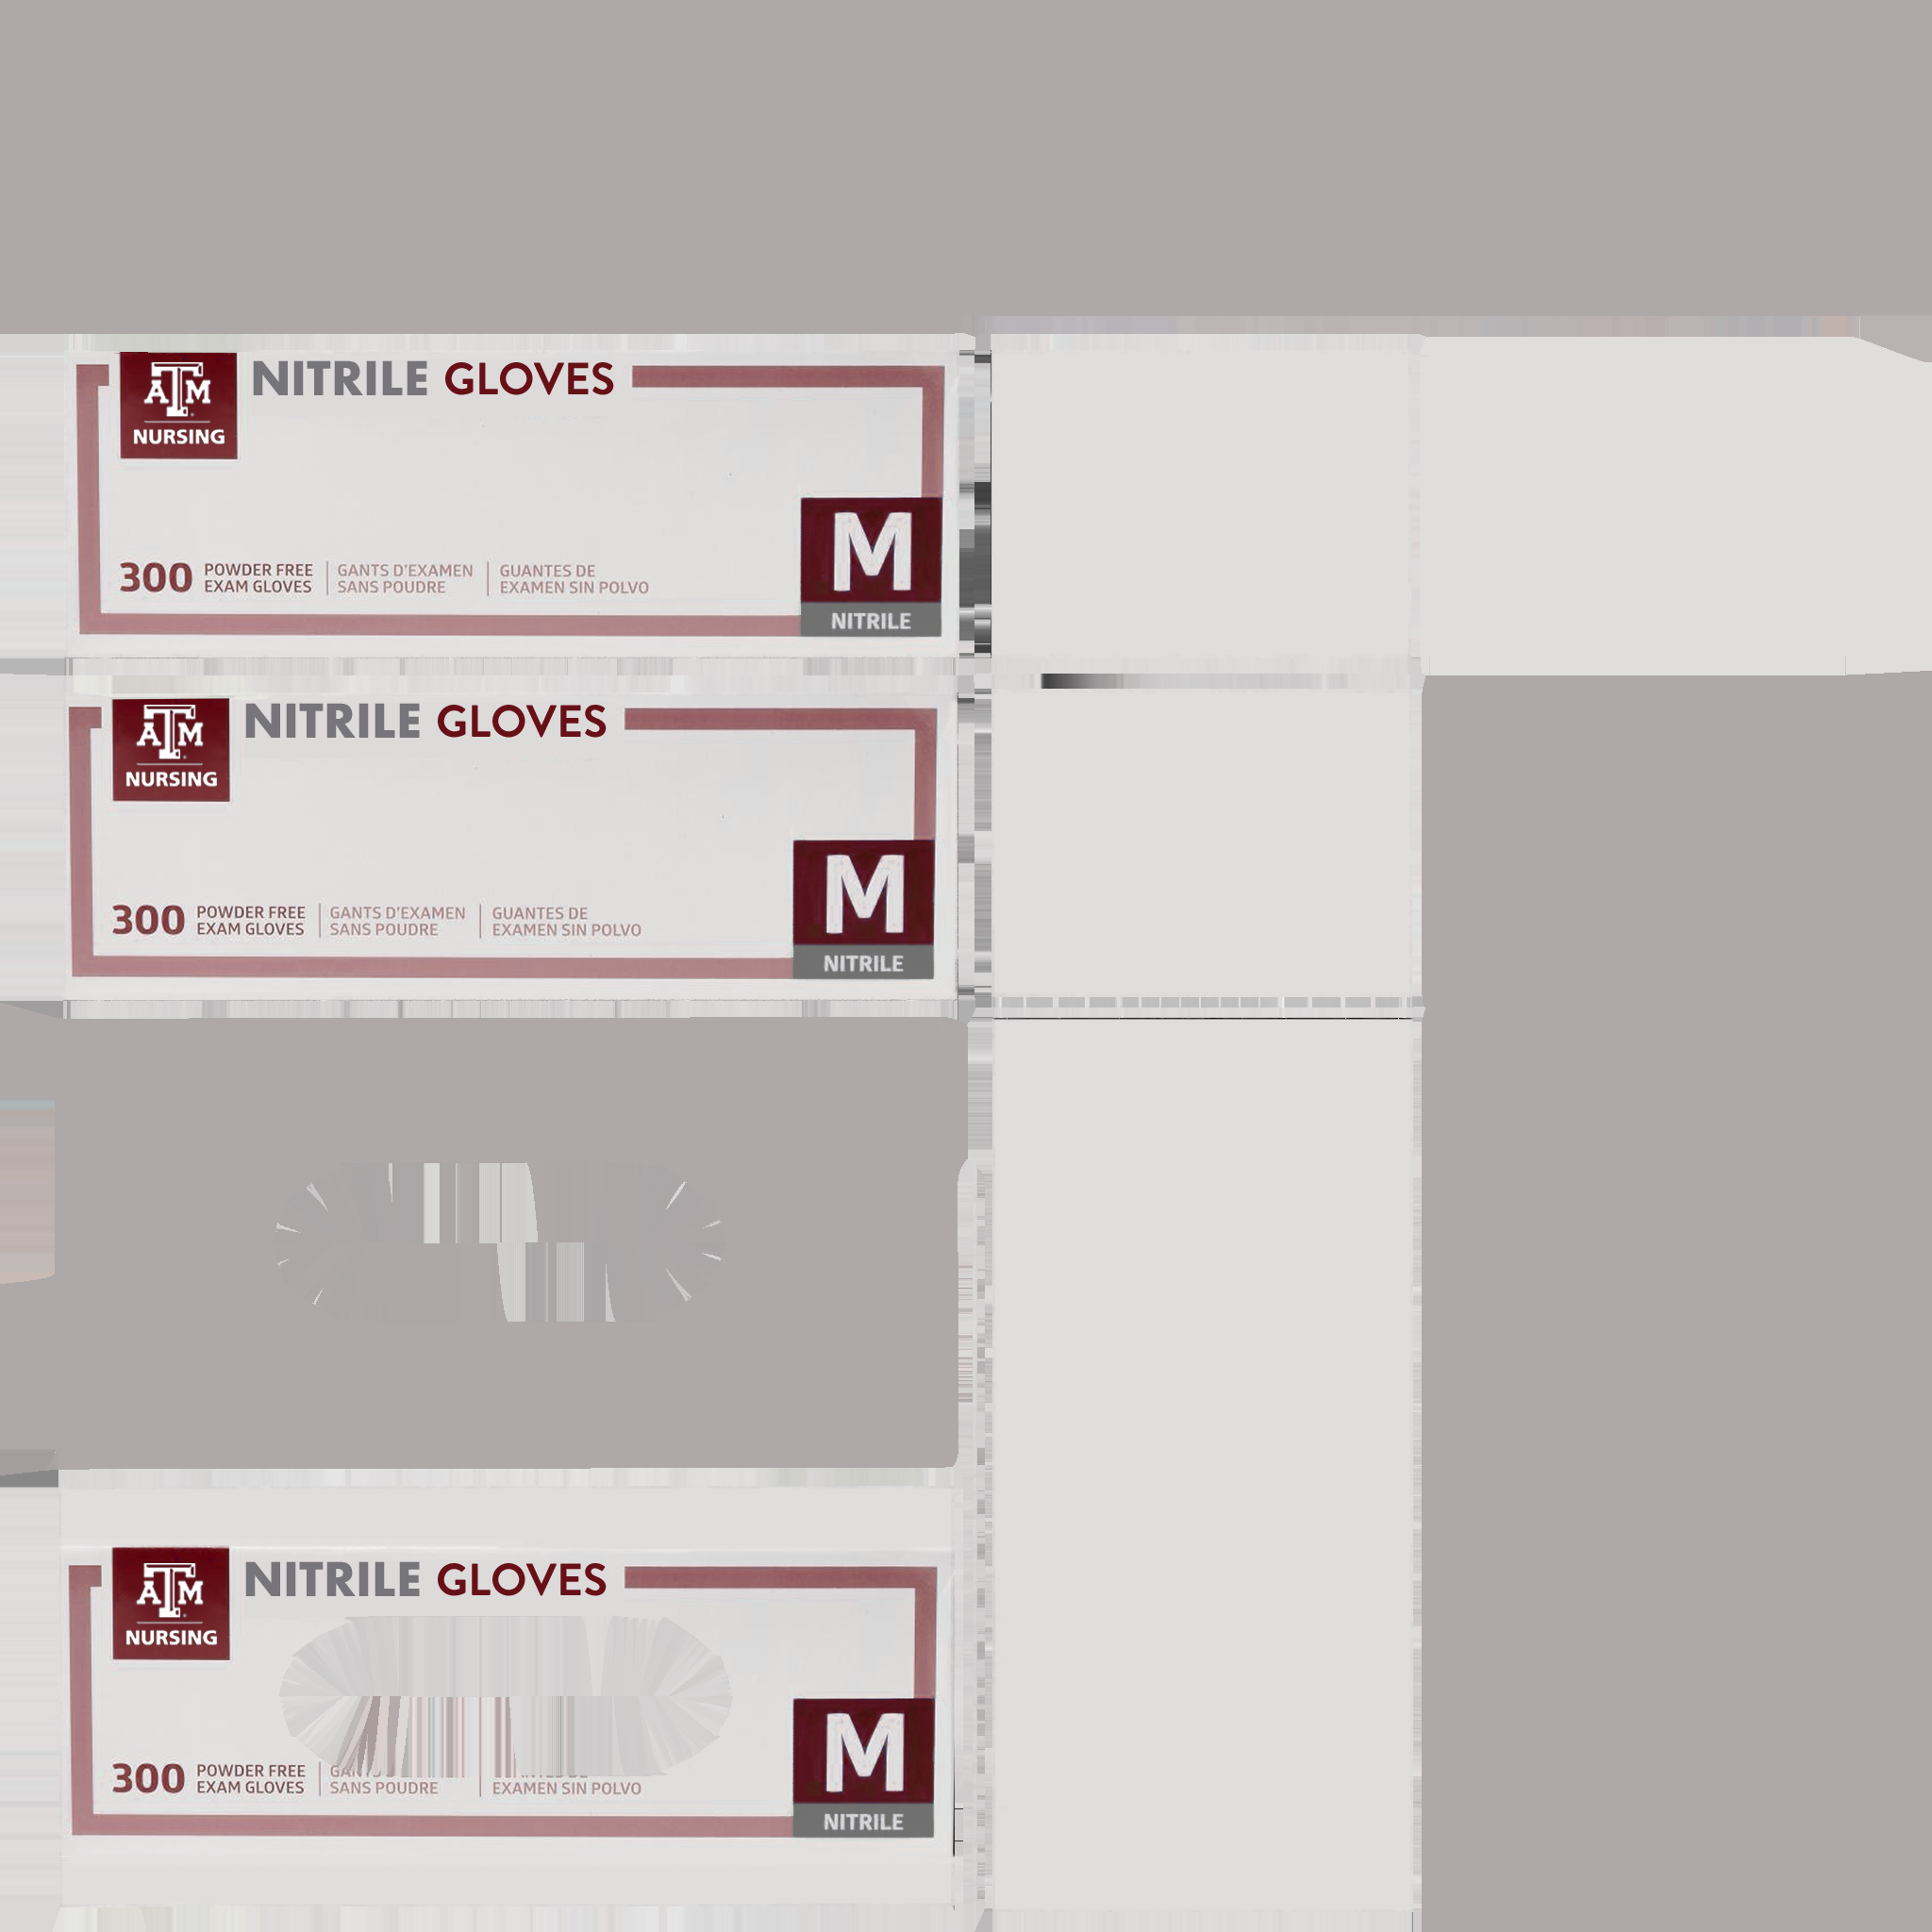 ATM
NURSING
NITRILE GLOVES
M
NITRILE
300
POWDER FREE
EXAM GLOVES
GANTS D'EXAMEN
SANS POUDRE
GUANTES DE
EXAMEN SIN POLVO
ATM
NURSING
NITRILE GLOVES
M
NITRILE
300
POWDER FREE
EXAM GLOVES
GANTS D'EXAMEN
SANS POUDRE
GUANTES DE
EXAMEN SIN POLVO
ATM
NURSING
NITRILE GLOVES
M
NITRILE
300
POWDER FREE
EXAM GLOVES
SANS POUDRE
EXAMEN SIN POLVO